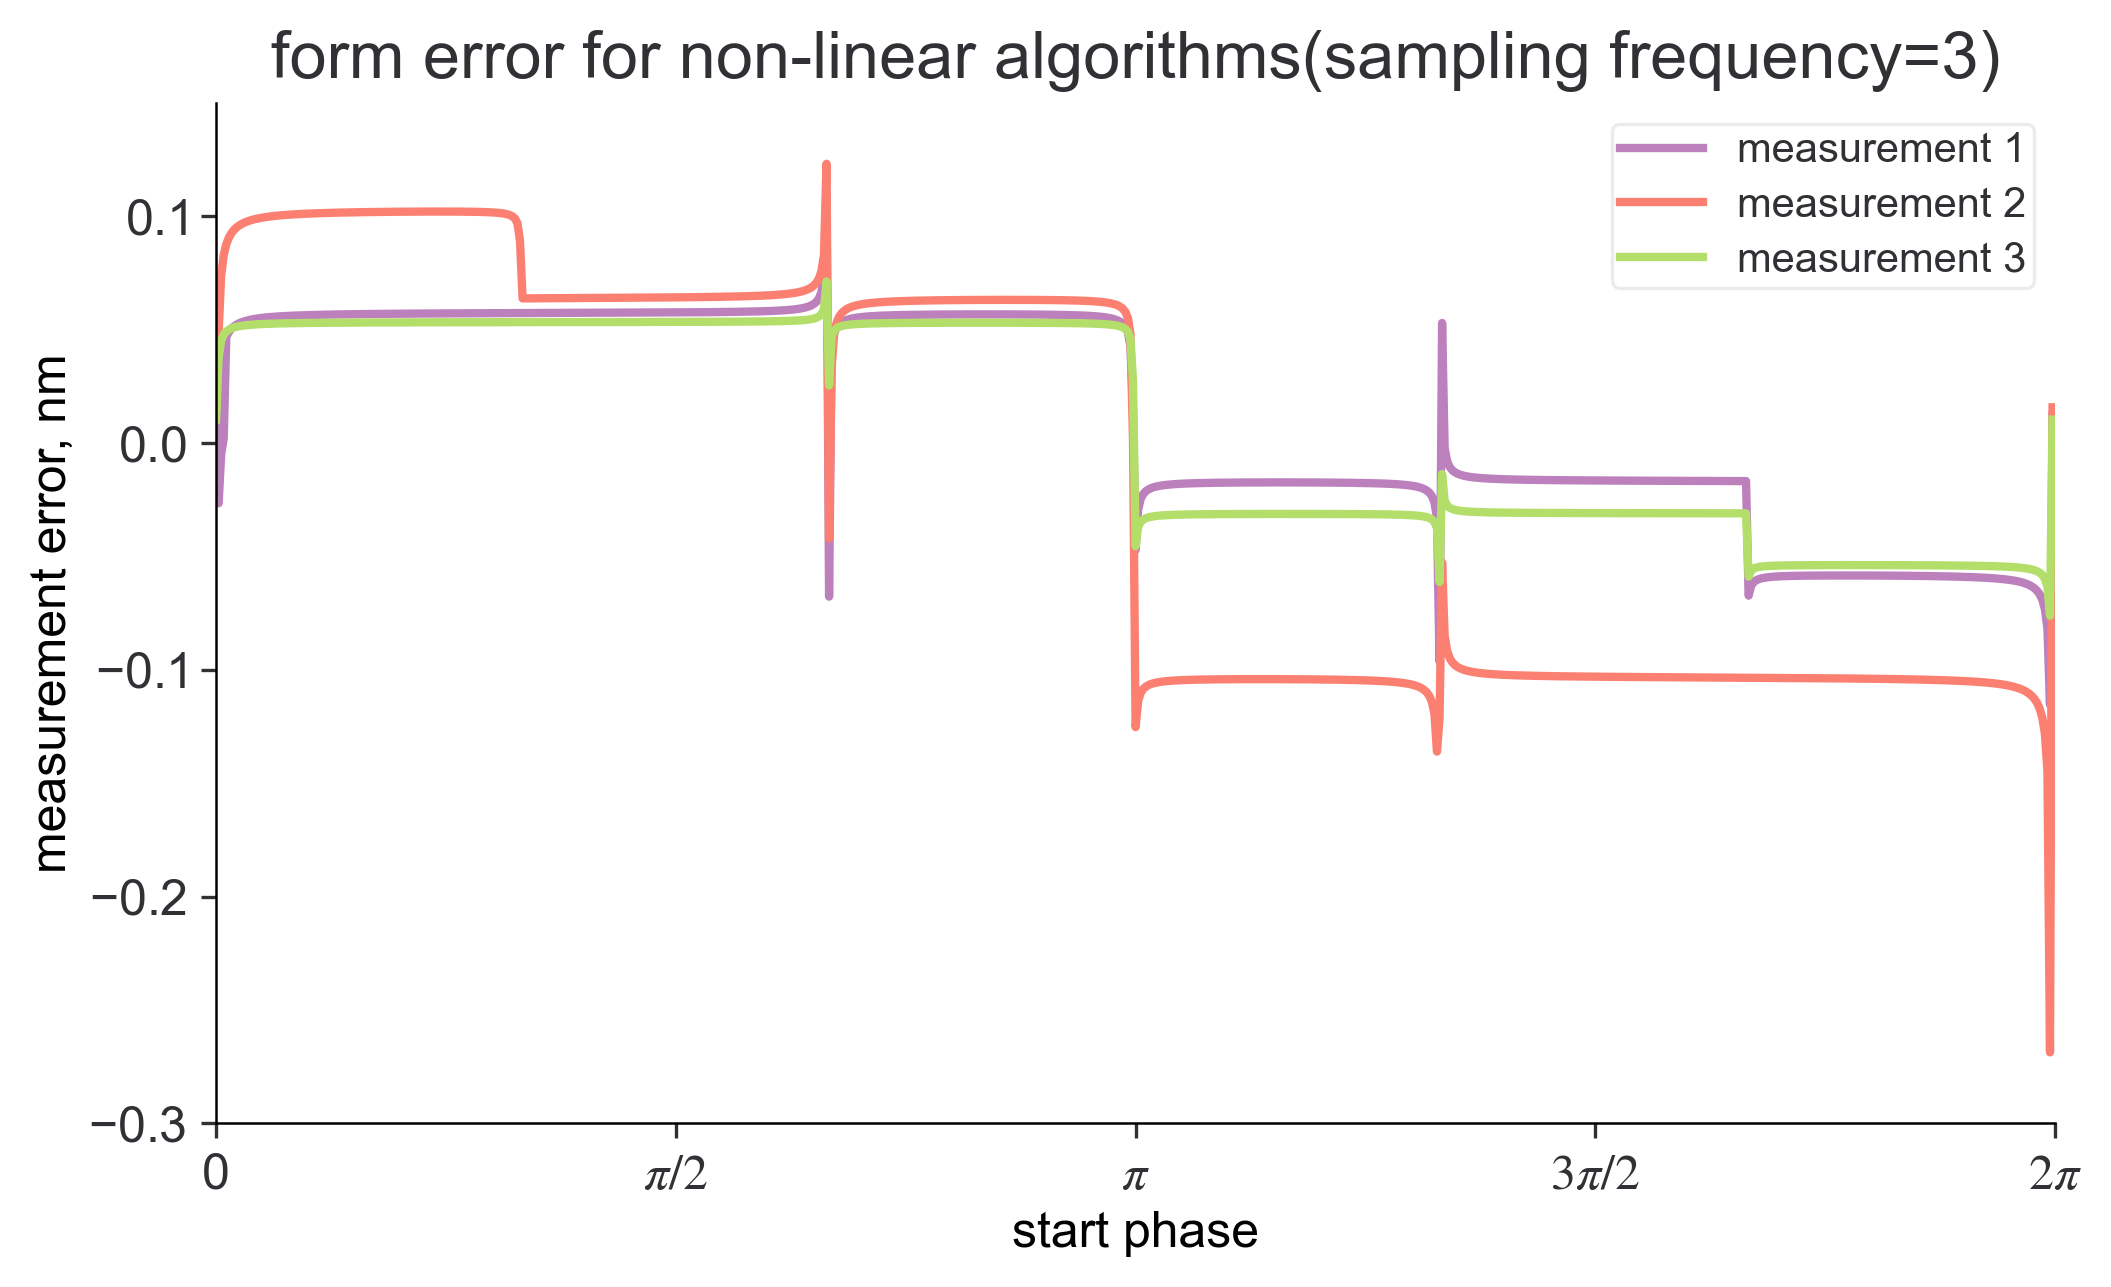 form error for non-linear algorithms(sampling frequency=3)
measurement 1
measurement 2
measurement 3
measurement error, nm
0.1
0.0
−0.1
−0.2
−0.3
0 π/2 π 3π/2 2π
start phase